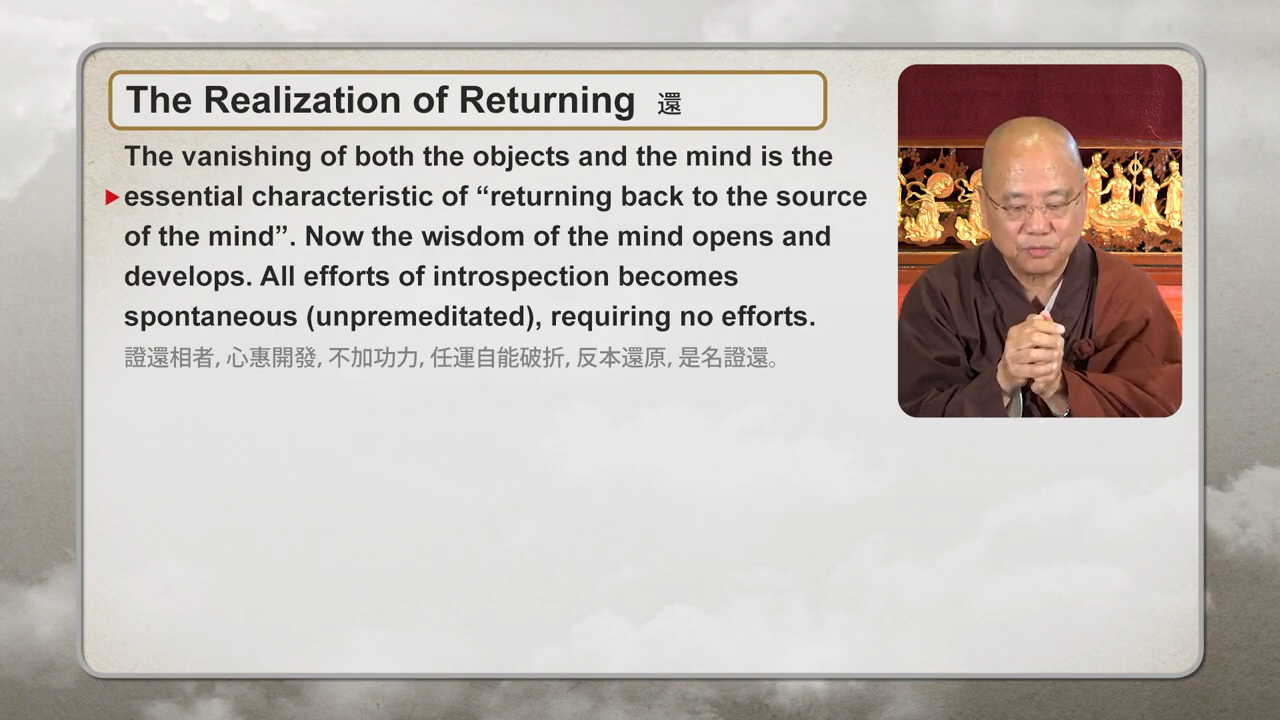 The Realization of Returning 還
The vanishing of both the objects and the mind is the
essential characteristic of “returning back to the source
of the mind”. Now the wisdom of the mind opens and
develops. All efforts of introspection becomes
spontaneous (unpremeditated), requiring no efforts.
證還相者, 心惠開發, 不加功力, 任運自能破折, 反本還原, 是名證還。